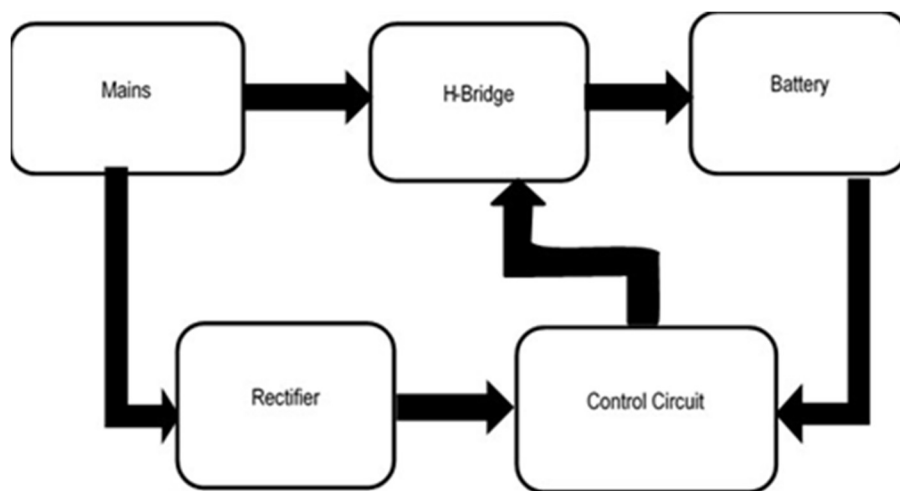 Mains
H-Bridge
Battery
Rectifier
Control Circuit